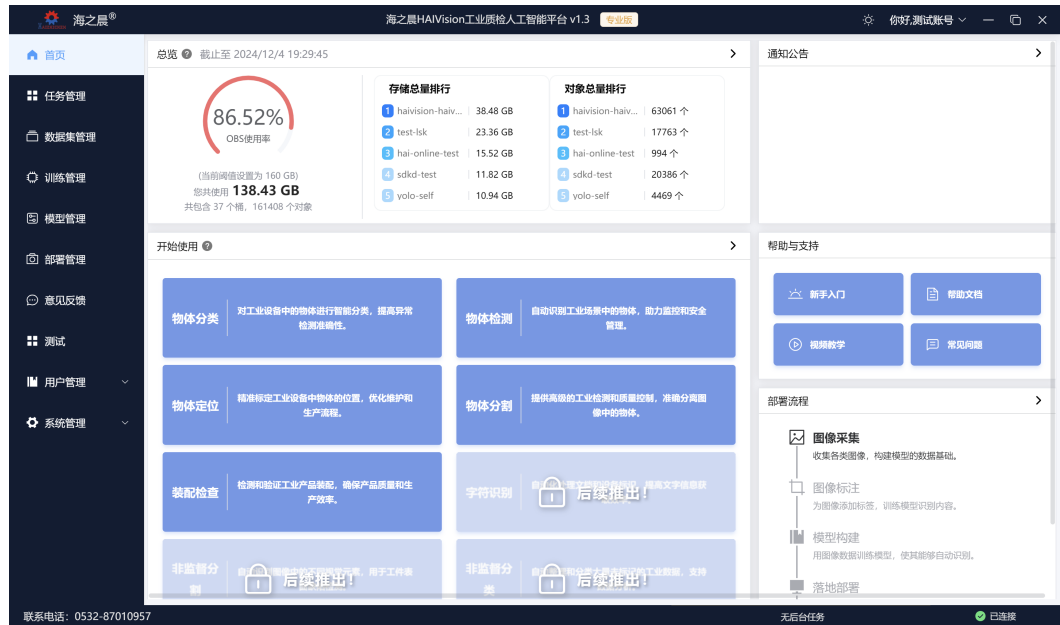 海之晨®
海之晨HAIVision工业质检人工智能平台 v1.3 专业版
你好,测试账号
首页
任务管理
数据集管理
训练管理
模型管理
部署管理
意见反馈
测试
用户管理
系统管理
总览 截止至 2024/12/4 19:29:45
86.52%
OBS使用率
(当前阈值设置为 160 GB)
您共使用 138.43 GB
共包含 37 个桶，161408 个对象
存储总量排行
1 haivision-haiv... 38.48 GB
2 test-lsk 23.36 GB
3 hai-online-test 15.52 GB
4 sdkd-test 11.82 GB
5 yolo-self 10.94 GB
对象总量排行
1 haivision-haiv... 63061 个
2 test-lsk 17763 个
3 hai-online-test 994 个
4 sdkd-test 20386 个
5 yolo-self 4469 个
通知公告
开始使用
物体分类
对工业设备中的物体进行智能分类，提高异常
检测准确性。
物体检测
自动识别工业场景中的物体，助力监控和安全
管理。
物体定位
精准标定工业设备中物体的位置，优化维护和
生产流程。
物体分割
提供高级的工业检测和质量控制，准确分离图
像中的物体。
装配检查
检测和验证工业产品装配，确保产品质量和生
产效率。
字符识别
后续推出！
非监督分
割
后续推出！
非监督分
类
后续推出！
帮助与支持
新手入门
帮助文档
视频教学
常见问题
部署流程
图像采集
收集各类图像，构建模型的数据基础。
图像标注
为图像添加标签，训练模型识别内容。
模型构建
用图像数据训练模型，使其能够自动识别。
落地部署
联系电话：0532-87010957
无后台任务
已连接